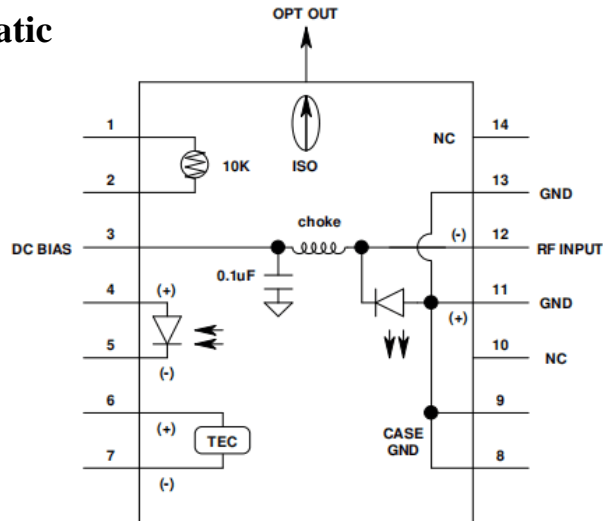 atic
OPT OUT
1
14
NC
10K
ISO
2
13
GND
choke
3
12
DC BIAS
(-)
RF INPUT
0.1uF
4
(+)
11
GND
(+)
5
10
(-)
NC
6
9
(+)
TEC
CASE
GND
7
8
(-)